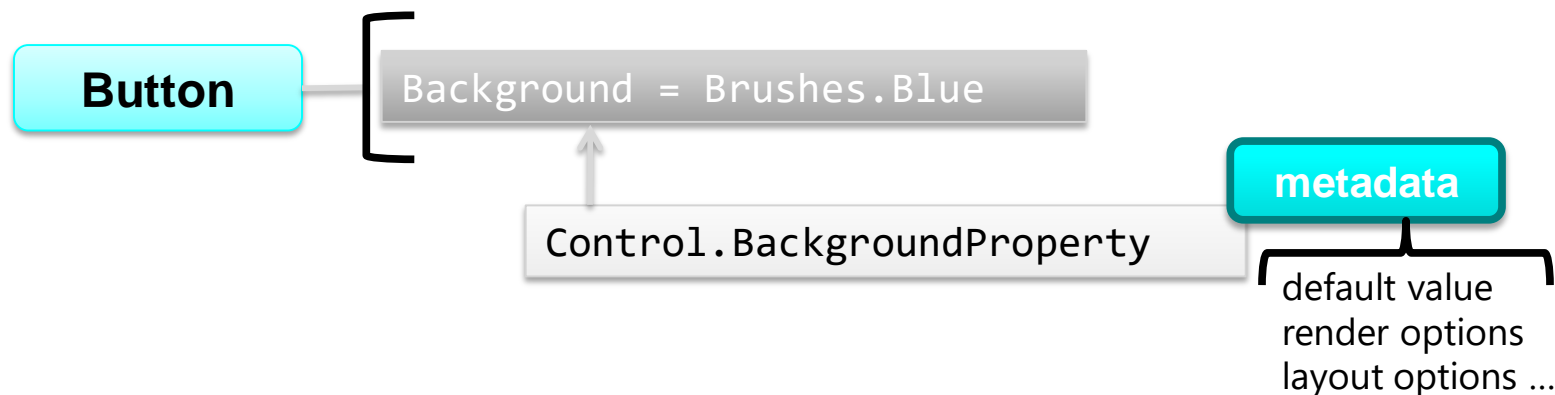 Button
Background = Brushes.Blue
metadata
Control.BackgroundProperty
default value
render options
layout options ...